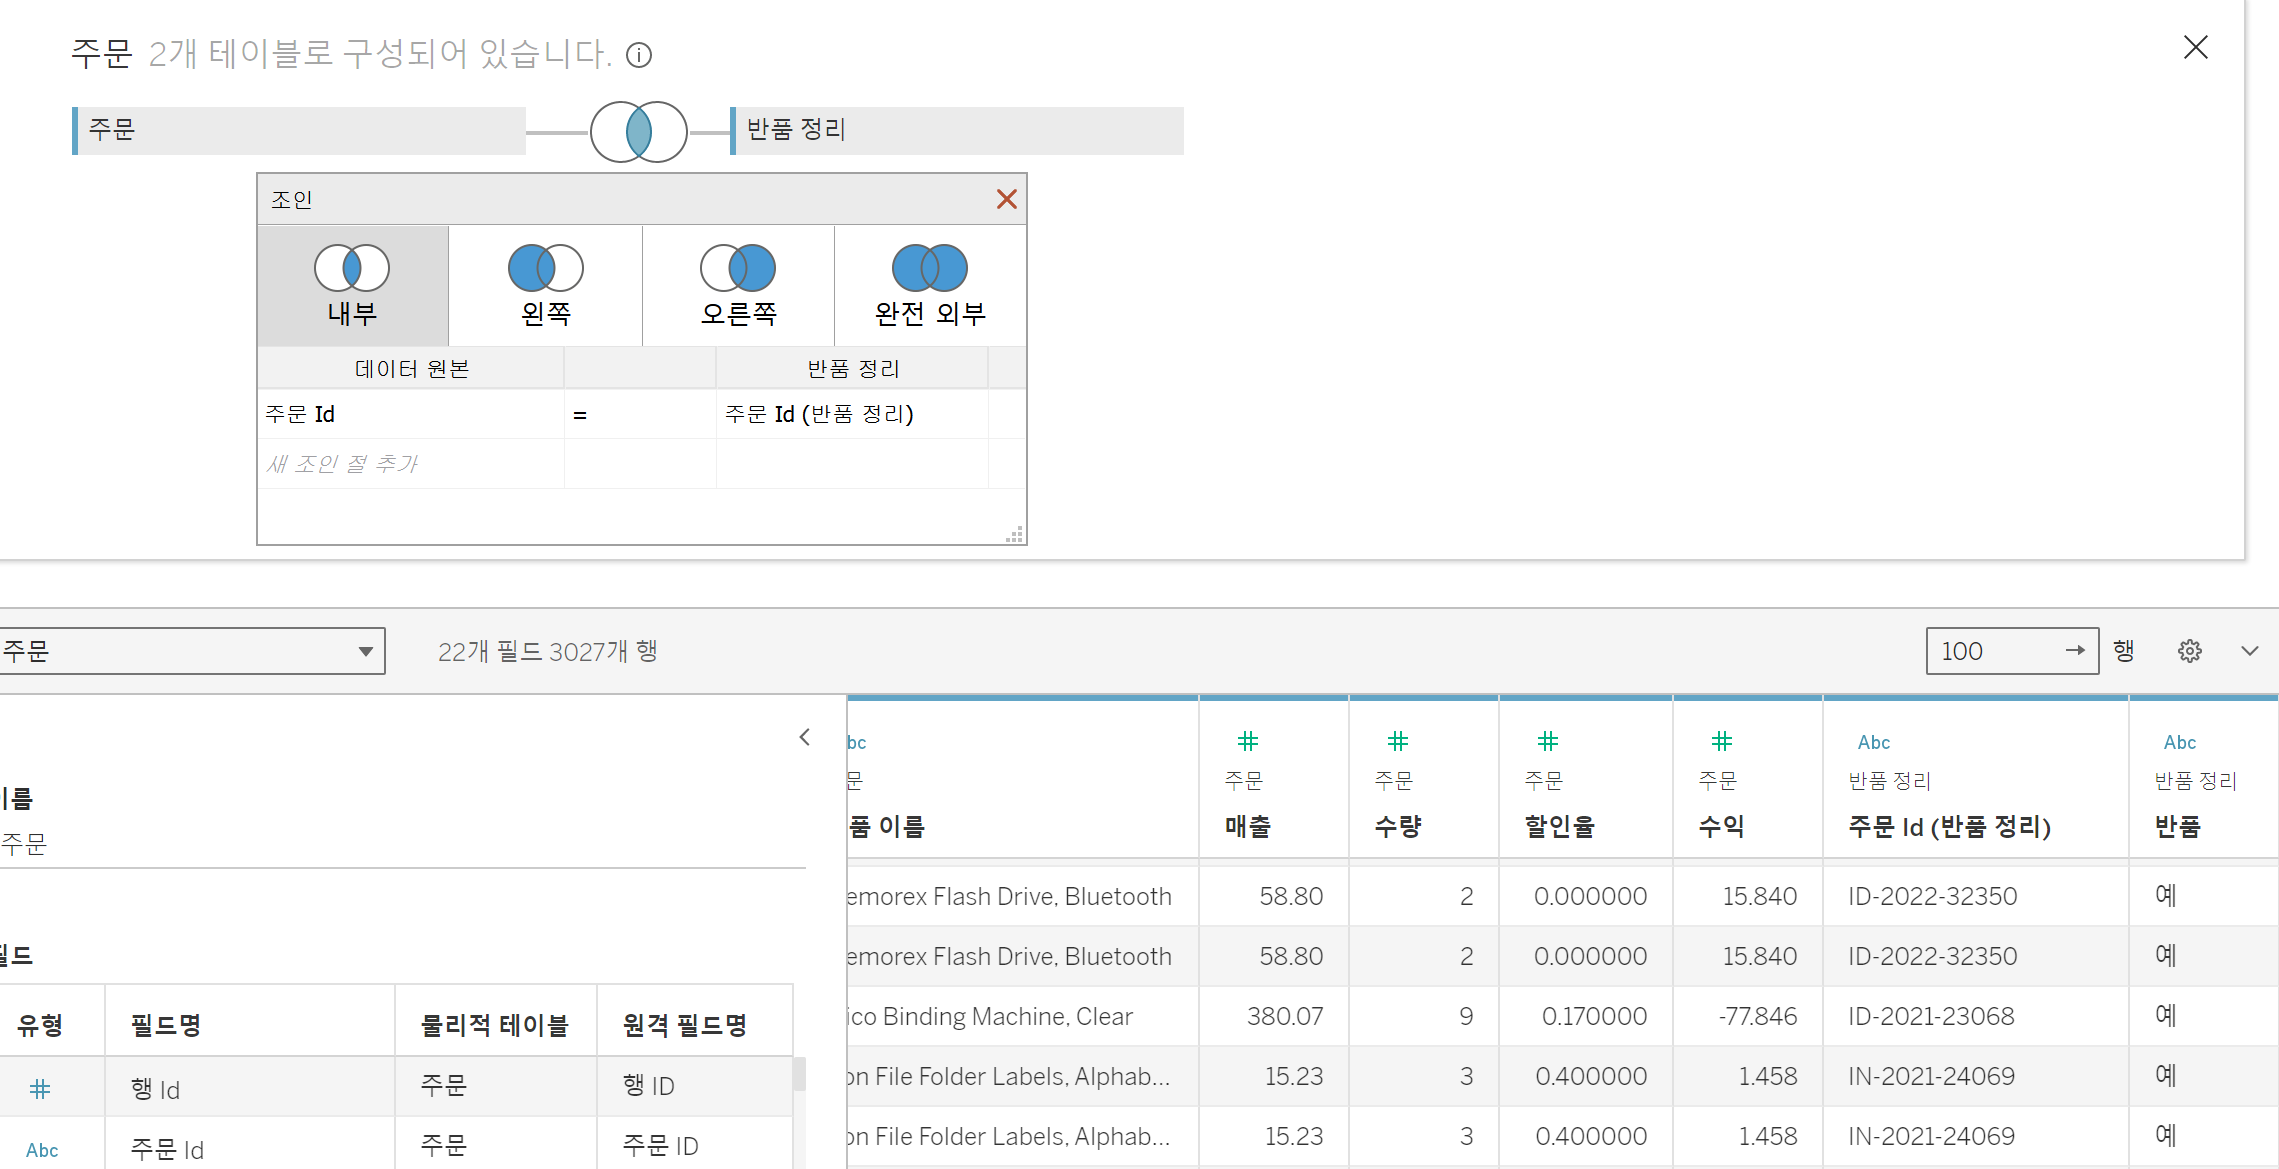 주문 2개 테이블로 구성되어 있습니다.
주문
반품 정리
조인
내부 왼쪽 오른쪽 완전 외부
데이터 원본 반품 정리
주문 Id = 주문 Id (반품 정리)
새 조인 절 추가
주문 22개 필드 3027개 행 100 행
이름
주문
필드
유형 필드명 물리적 테이블 원격 필드명
행 Id 주문 행 ID
Abc 주문 Id 주문 주문 ID
bc Abc Abc
문 주문 주문 주문 주문 반품 정리 반품 정리
품 이름 매출 수량 할인율 수익 주문 Id (반품 정리) 반품
emorex Flash Drive, Bluetooth 58.80 2 0.000000 15.840 ID-2022-32350 예
emorex Flash Drive, Bluetooth 58.80 2 0.000000 15.840 ID-2022-32350 예
ico Binding Machine, Clear 380.07 9 0.170000 -77.846 ID-2021-23068 예
on File Folder Labels, Alphab... 15.23 3 0.400000 1.458 IN-2021-24069 예
on File Folder Labels, Alphab... 15.23 3 0.400000 1.458 IN-2021-24069 예